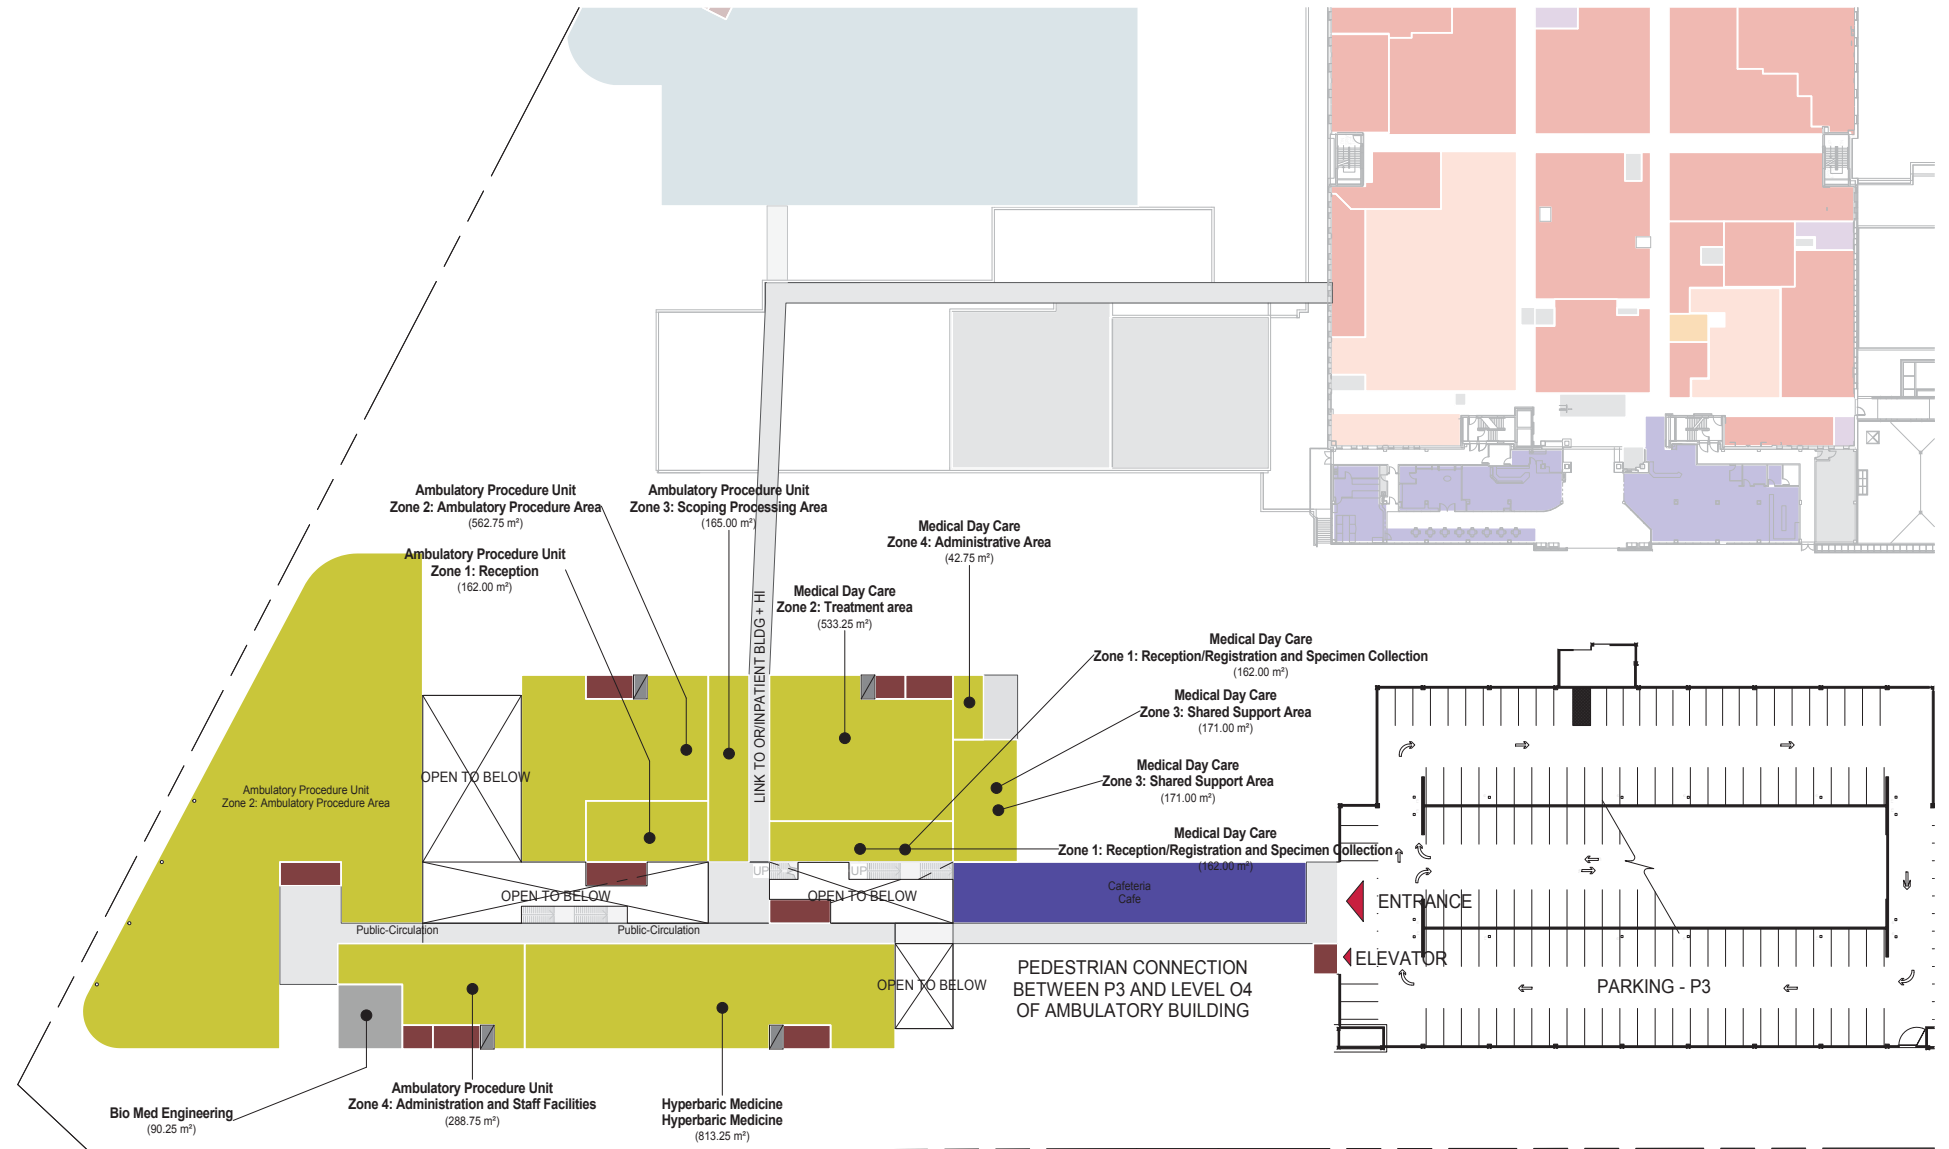 Ambulatory Procedure Unit
Zone 2: Ambulatory Procedure Area
(562.75 m²)
Ambulatory Procedure Unit
Zone 3: Scoping Processing Area
(165.00 m²)
Medical Day Care
Zone 4: Administrative Area
(42.75 m²)
Ambulatory Procedure Unit
Zone 1: Reception
(162.00 m²)
Medical Day Care
Zone 2: Treatment area
(533.25 m²)
LINK TO OR/INPATIENT BLDG + HI
Medical Day Care
Zone 1: Reception/Registration and Specimen Collection
(162.00 m²)
Medical Day Care
Zone 3: Shared Support Area
(171.00 m²)
Medical Day Care
Zone 3: Shared Support Area
(171.00 m²)
Medical Day Care
Zone 1: Reception/Registration and Specimen Collection
(162.00 m²)
OPEN TO BELOW
Ambulatory Procedure Unit
Zone 2: Ambulatory Procedure Area
UP
UP
OPEN TO BELOW
OPEN TO BELOW
Cafeteria
Cafe
ENTRANCE
Public-Circulation
Public-Circulation
ELEVATOR
OPEN TO BELOW
PEDESTRIAN CONNECTION
BETWEEN P3 AND LEVEL O4
OF AMBULATORY BUILDING
PARKING - P3
Bio Med Engineering
(90.25 m²)
Ambulatory Procedure Unit
Zone 4: Administration and Staff Facilities
(288.75 m²)
Hyperbaric Medicine
Hyperbaric Medicine
(813.25 m²)